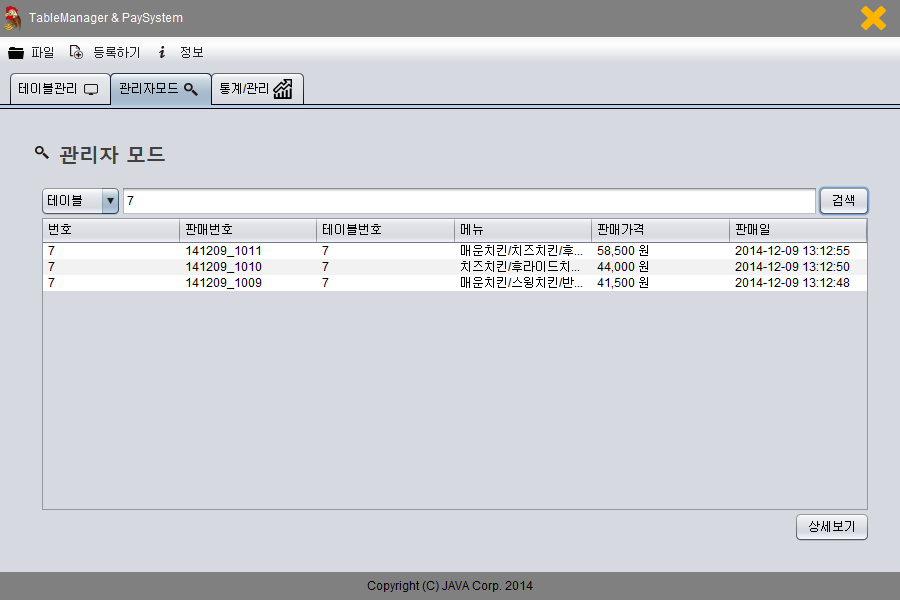 TableManager & PaySystem
파일 등록하기 i 정보
테이블관리 관리자모드 통계/관리
관리자 모드
테이블 7 검색
번호 판매번호 테이블번호 메뉴 판매가격 판매일
7 141209_1011 7 매운치킨/치즈치킨/후... 58,500 원 2014-12-09 13:12:55
7 141209_1010 7 치즈치킨/후라이드치... 44,000 원 2014-12-09 13:12:50
7 141209_1009 7 매운치킨/스윙치킨/반... 41,500 원 2014-12-09 13:12:48
상세보기
Copyright (C) JAVA Corp. 2014